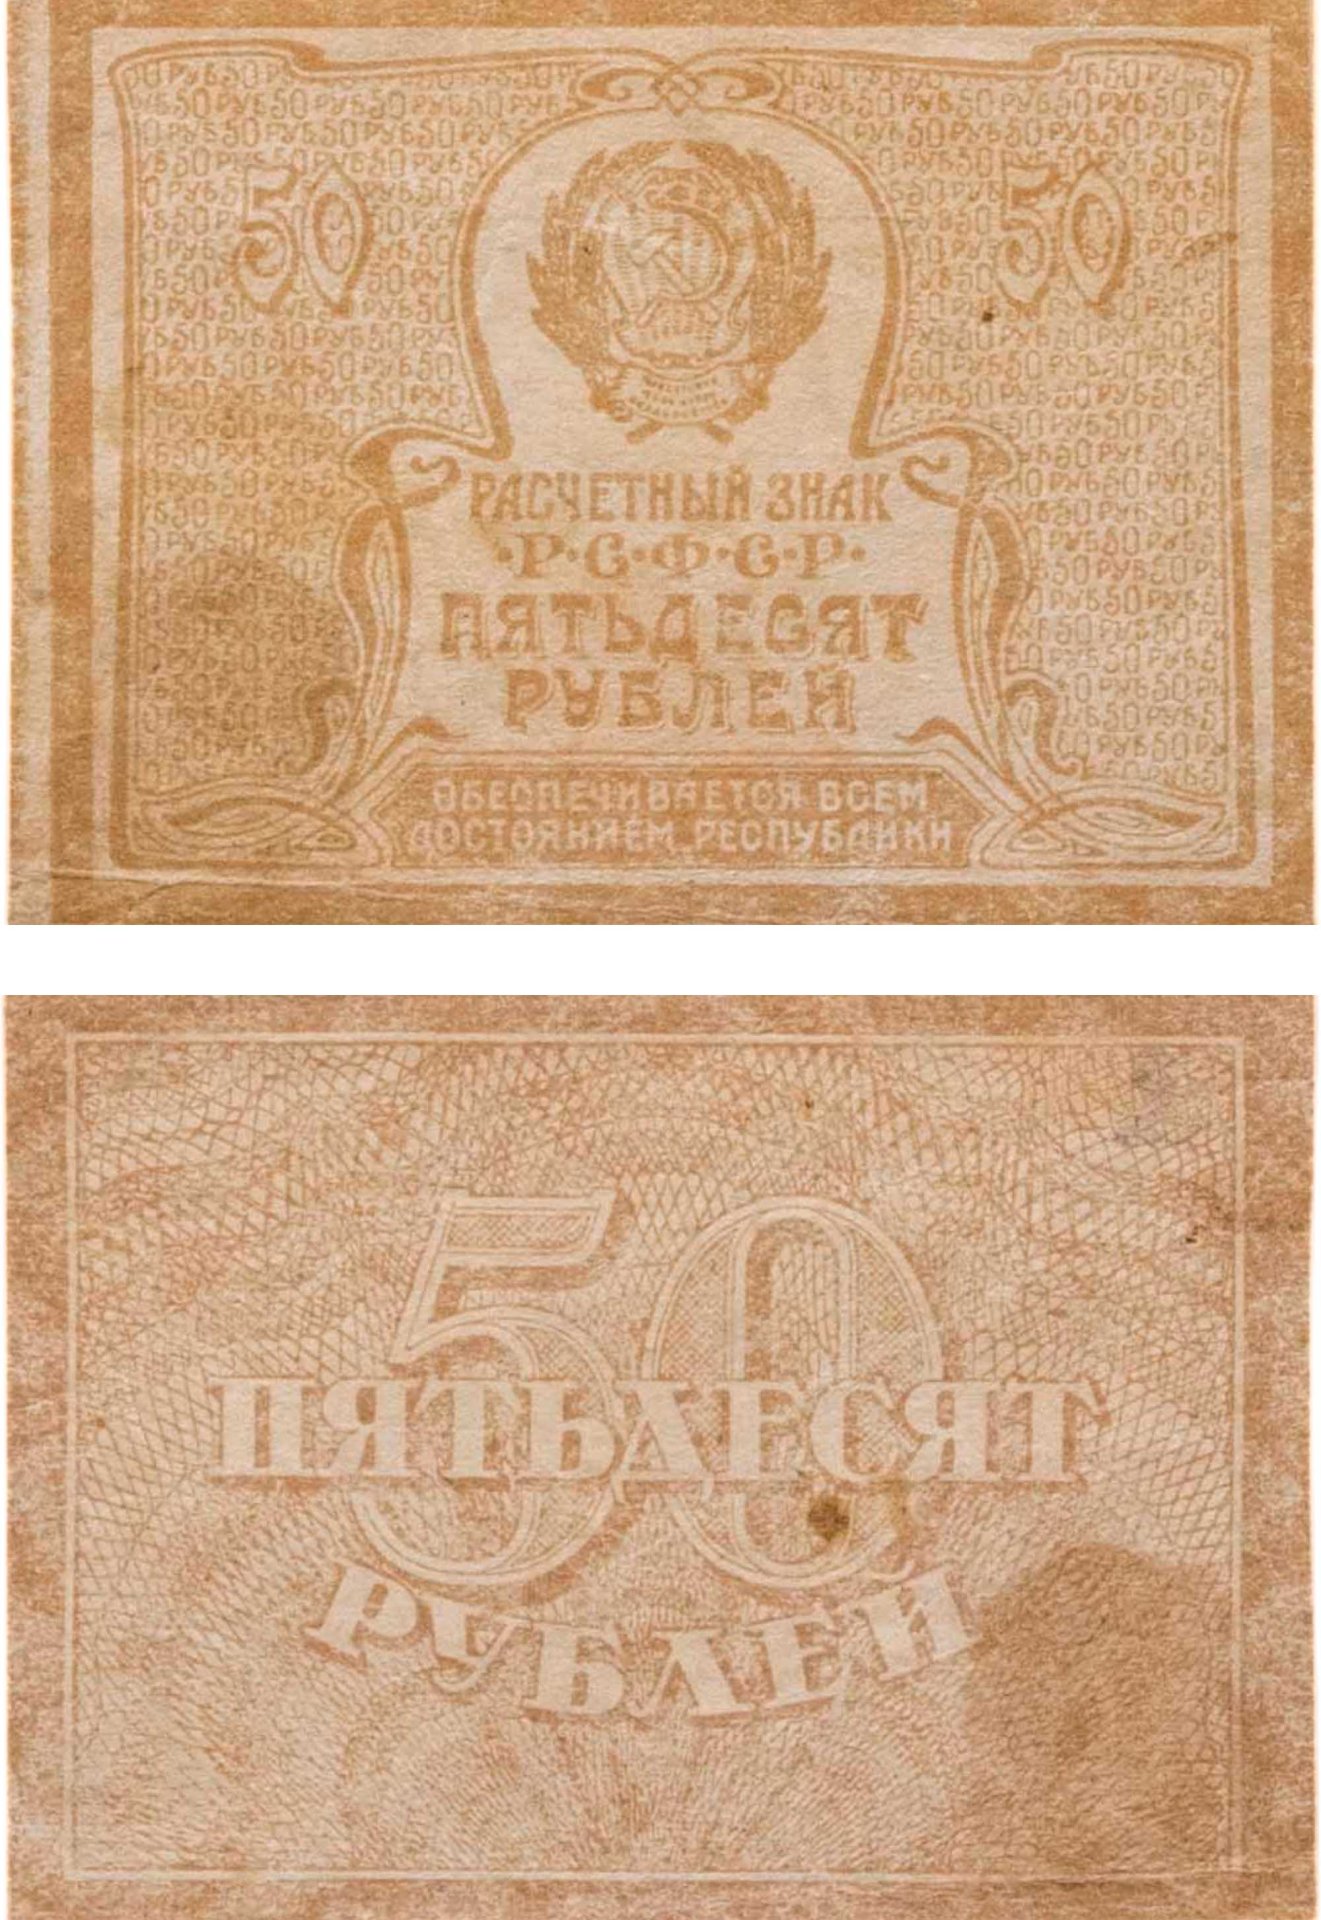 50 50
РАСЧЕТНЫЙ ЗНАК
·Р·С·Ф·С·Р·
ПЯТЬДЕСЯТ
РУБЛЕЙ
ОБЕСПЕЧИВАЕТСЯ ВСЕМ
ДОСТОЯНИЕМ РЕСПУБЛИКИ
50
ПЯТЬДЕСЯТ
РУБЛЕЙ